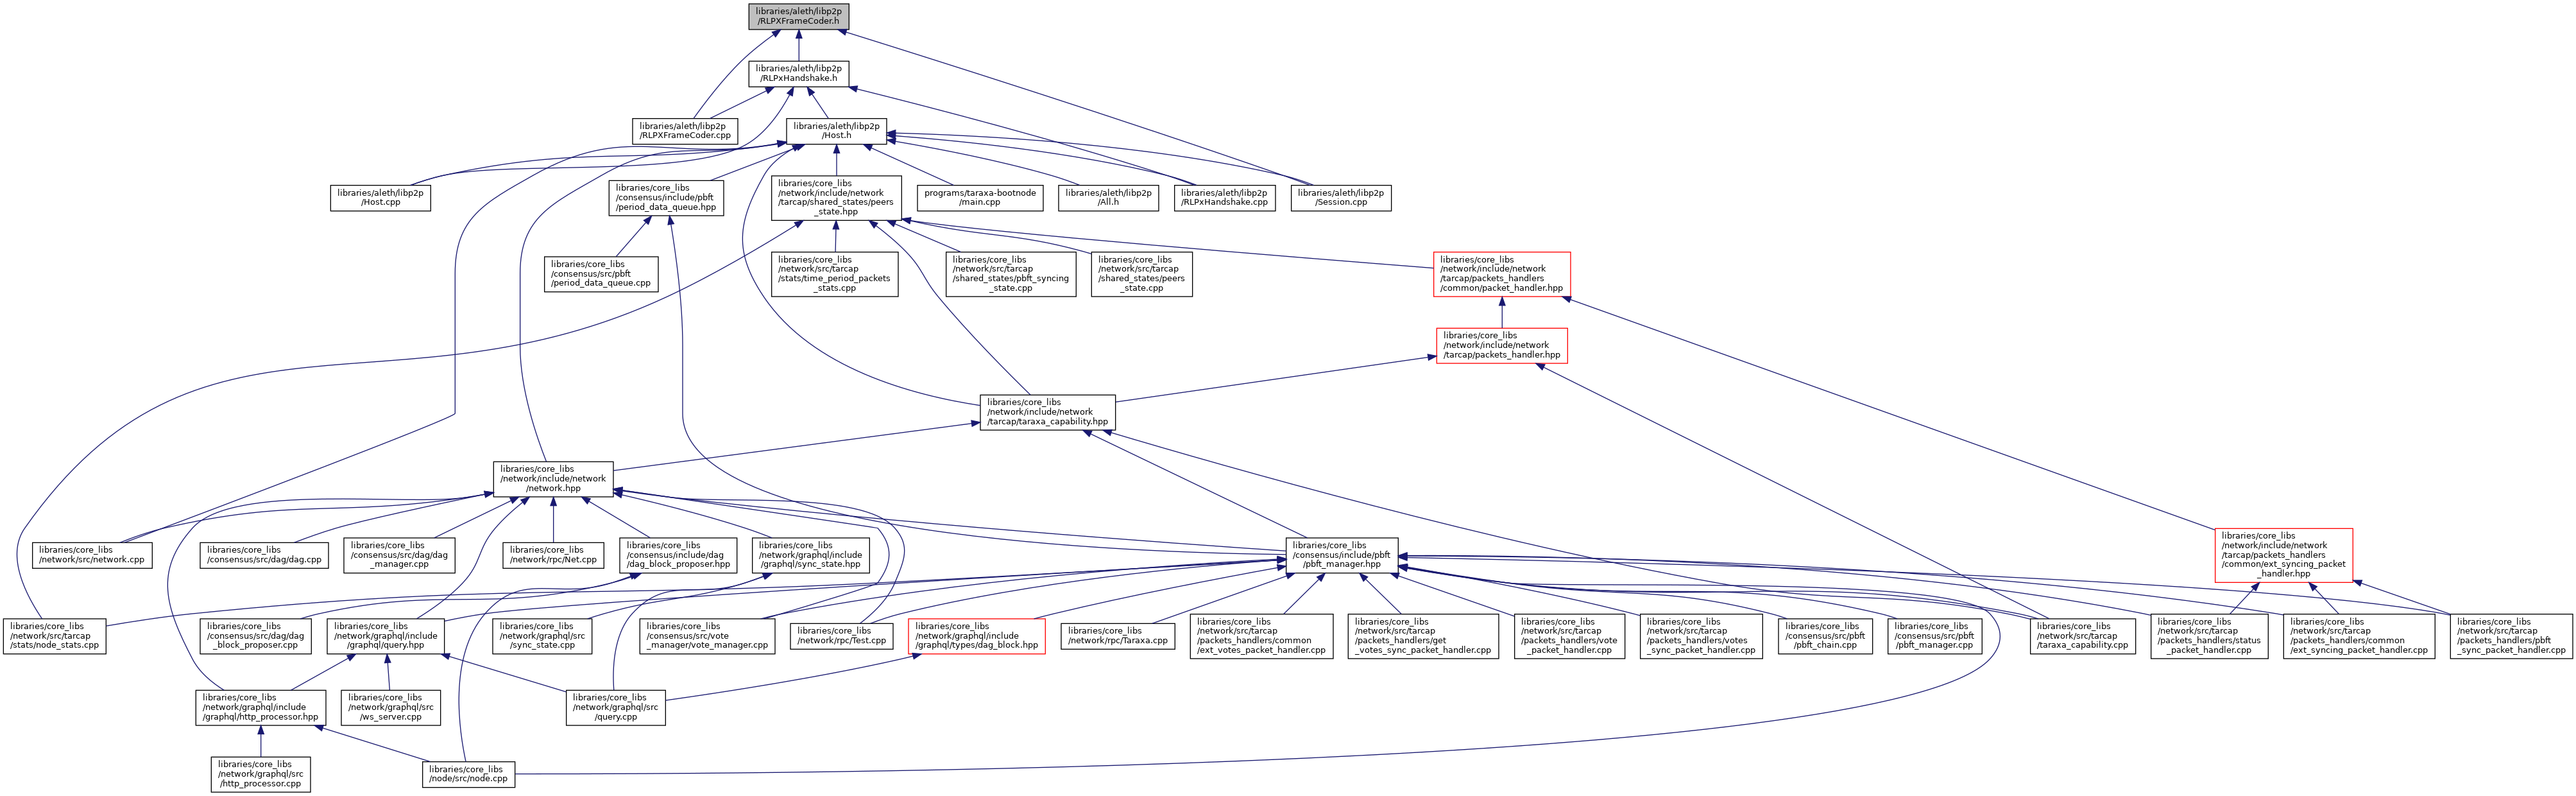 libraries/aleth/libp2p
/RLPXFrameCoder.h
libraries/aleth/libp2p
/RLPxHandshake.h
libraries/aleth/libp2p
/RLPXFrameCoder.cpp
libraries/aleth/libp2p
/Host.h
libraries/aleth/libp2p
/Host.cpp
libraries/core_libs
/consensus/include/pbft
/period_data_queue.hpp
libraries/core_libs
/network/include/network
/tarcap/shared_states/peers
_state.hpp
programs/taraxa-bootnode
/main.cpp
libraries/aleth/libp2p
/All.h
libraries/aleth/libp2p
/RLPxHandshake.cpp
libraries/aleth/libp2p
/Session.cpp
libraries/core_libs
/consensus/src/pbft
/period_data_queue.cpp
libraries/core_libs
/network/src/tarcap
/stats/time_period_packets
_stats.cpp
libraries/core_libs
/network/src/tarcap
/shared_states/pbft_syncing
_state.cpp
libraries/core_libs
/network/src/tarcap
/shared_states/peers
_state.cpp
libraries/core_libs
/network/include/network
/tarcap/packets_handlers
/common/packet_handler.hpp
libraries/core_libs
/network/include/network
/tarcap/packets_handler.hpp
libraries/core_libs
/network/include/network
/tarcap/taraxa_capability.hpp
libraries/core_libs
/network/include/network
/network.hpp
libraries/core_libs
/network/src/network.cpp
libraries/core_libs
/consensus/src/dag/dag.cpp
libraries/core_libs
/consensus/src/dag/dag
_manager.cpp
libraries/core_libs
/network/rpc/Net.cpp
libraries/core_libs
/consensus/include/dag
/dag_block_proposer.hpp
libraries/core_libs
/network/graphql/include
/graphql/sync_state.hpp
libraries/core_libs
/consensus/include/pbft
/pbft_manager.hpp
libraries/core_libs
/network/include/network
/tarcap/packets_handlers
/common/ext_syncing_packet
_handler.hpp
libraries/core_libs
/network/src/tarcap
/stats/node_stats.cpp
libraries/core_libs
/consensus/src/dag/dag
_block_proposer.cpp
libraries/core_libs
/network/graphql/include
/graphql/query.hpp
libraries/core_libs
/network/graphql/src
/sync_state.cpp
libraries/core_libs
/consensus/src/vote
_manager/vote_manager.cpp
libraries/core_libs
/network/rpc/Test.cpp
libraries/core_libs
/network/graphql/include
/graphql/types/dag_block.hpp
libraries/core_libs
/network/rpc/Taraxa.cpp
libraries/core_libs
/network/src/tarcap
/packets_handlers/common
/ext_votes_packet_handler.cpp
libraries/core_libs
/network/src/tarcap
/packets_handlers/get
_votes_sync_packet_handler.cpp
libraries/core_libs
/network/src/tarcap
/packets_handlers/vote
_packet_handler.cpp
libraries/core_libs
/network/src/tarcap
/packets_handlers/votes
_sync_packet_handler.cpp
libraries/core_libs
/consensus/src/pbft
/pbft_chain.cpp
libraries/core_libs
/consensus/src/pbft
/pbft_manager.cpp
libraries/core_libs
/network/src/tarcap
/taraxa_capability.cpp
libraries/core_libs
/network/src/tarcap
/packets_handlers/status
_packet_handler.cpp
libraries/core_libs
/network/src/tarcap
/packets_handlers/common
/ext_syncing_packet_handler.cpp
libraries/core_libs
/network/src/tarcap
/packets_handlers/pbft
_sync_packet_handler.cpp
libraries/core_libs
/network/graphql/include
/graphql/http_processor.hpp
libraries/core_libs
/network/graphql/src
/ws_server.cpp
libraries/core_libs
/network/graphql/src
/query.cpp
libraries/core_libs
/network/graphql/src
/http_processor.cpp
libraries/core_libs
/node/src/node.cpp